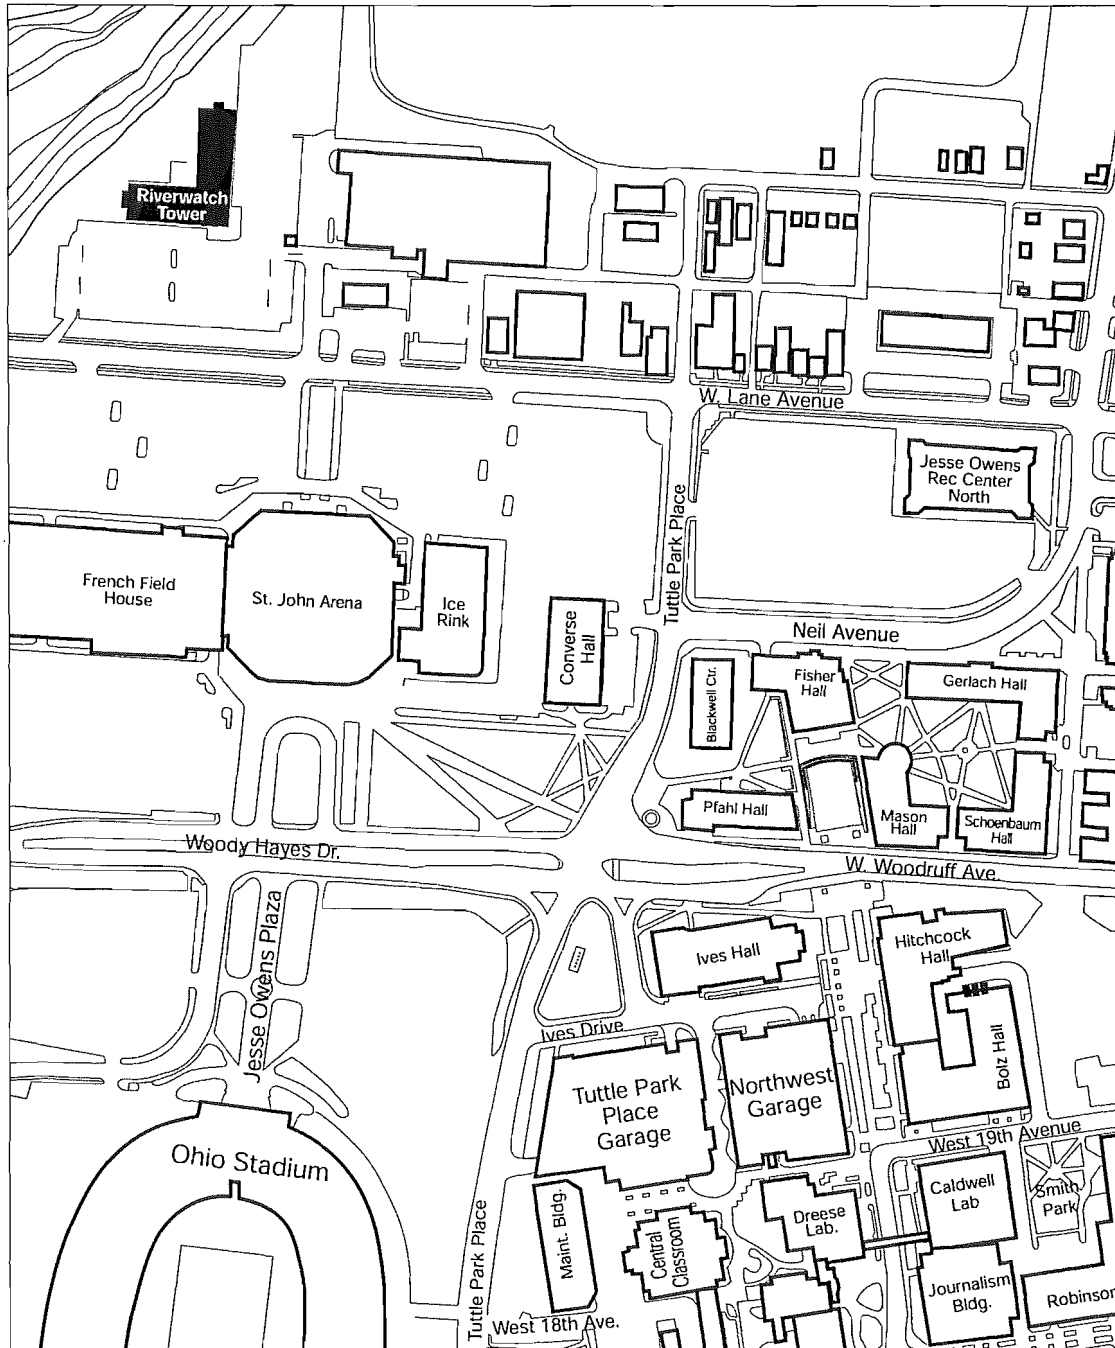 Riverwatch
Tower
W. Lane Avenue
Jesse Owens
Rec Center
North
Tuttle Park Place
French Field
House
St. John Arena
Ice
Rink
Converse
Hall
Neil Avenue
Blackwell Ctr.
Fisher
Hall
Gerlach Hall
Pfahl Hall
Mason
Hall
Schoenbaum
Hall
Woody Hayes Dr.
W. Woodruff Ave.
Jesse Owens Plaza
Ives Hall
Hitchcock
Hall
Ives Drive
Bolz Hall
Tuttle Park
Place
Garage
Northwest
Garage
West 19th Avenue
Ohio Stadium
Caldwell
Lab
Smith
Park
Maint. Bldg.
Dreese
Lab.
Central
Classroom
Tuttle Park Place
Journalism
Bldg.
Robinson
West 18th Ave.